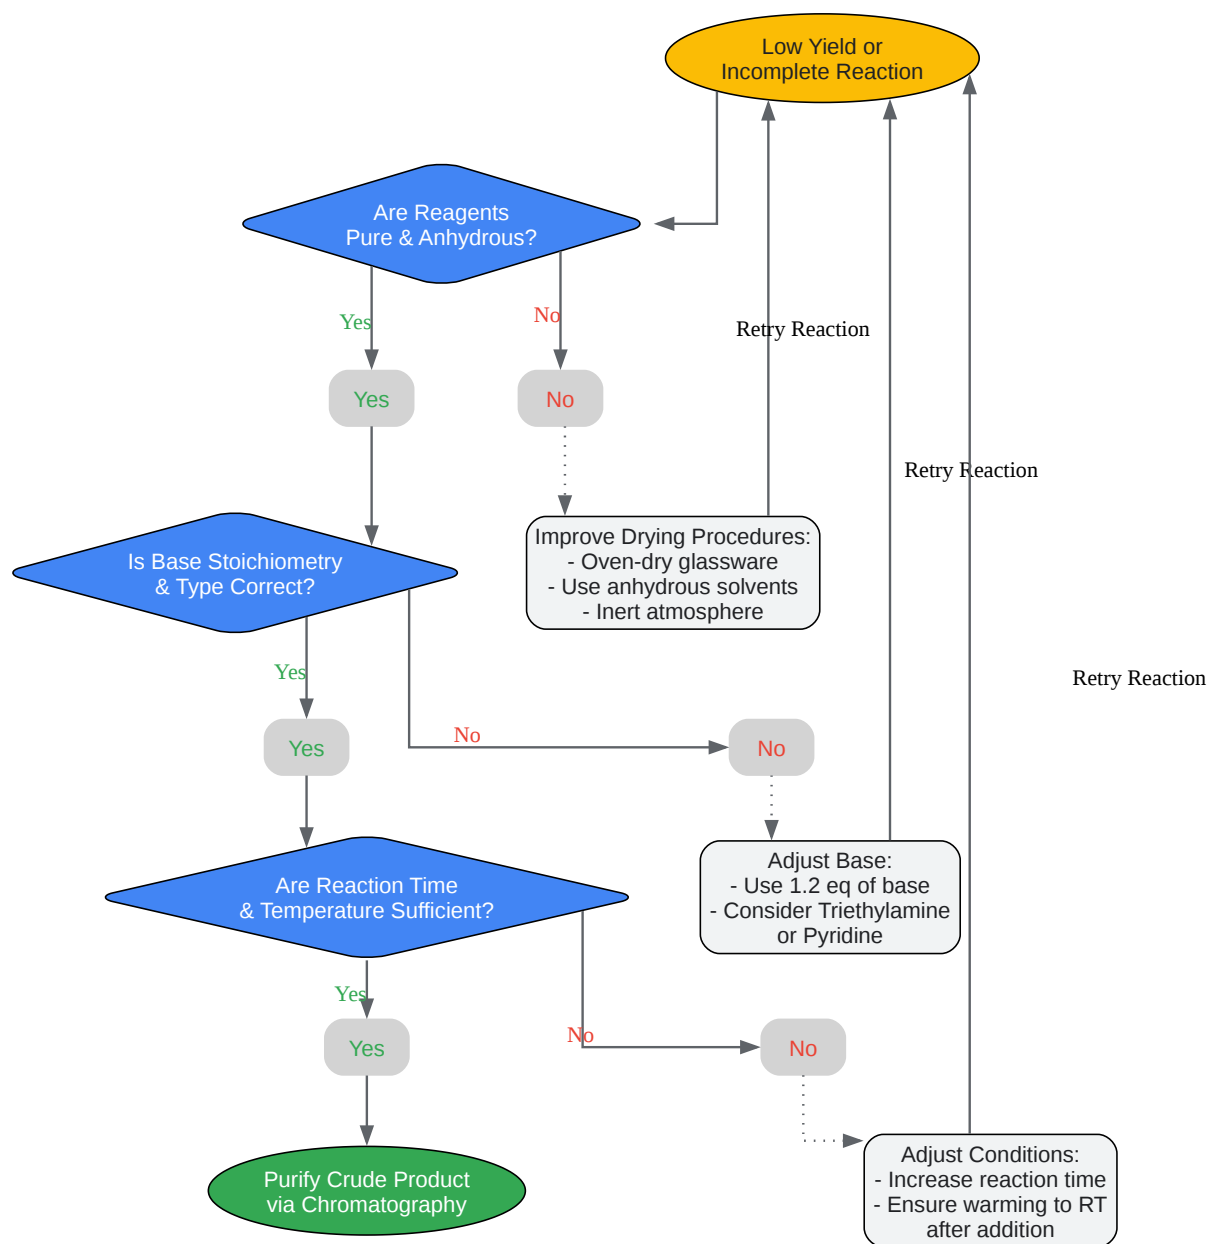 Low Yield or
Incomplete Reaction
Are Reagents
Pure & Anhydrous?
Yes
No
Retry Reaction
Yes
No
Retry Reaction
Improve Drying Procedures:
- Oven-dry glassware
- Use anhydrous solvents
- Inert atmosphere
Is Base Stoichiometry
& Type Correct?
Yes
Retry Reaction
No
Yes
No
Adjust Base:
- Use 1.2 eq of base
- Consider Triethylamine
or Pyridine
Are Reaction Time
& Temperature Sufficient?
Yes
No
Yes
No
Adjust Conditions:
- Increase reaction time
- Ensure warming to RT
after addition
Purify Crude Product
via Chromatography